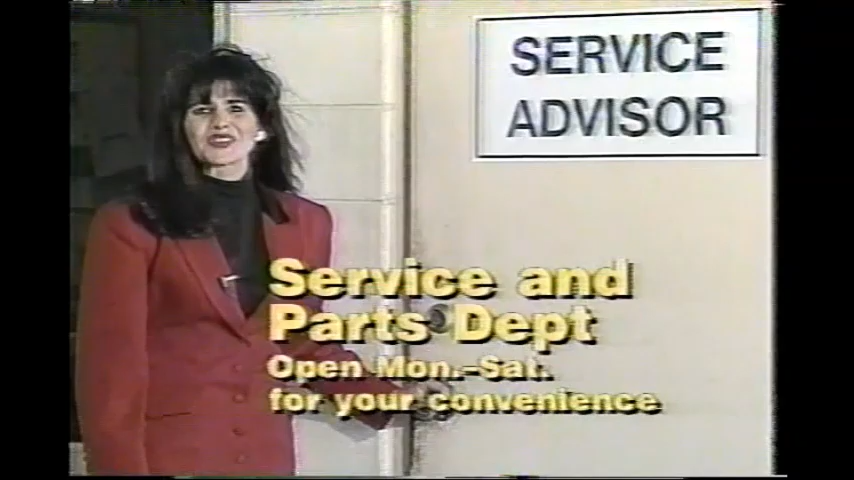 SERVICE
ADVISOR
Service and
Parts Dept.
Open Mon.-Sat.
for your convenience